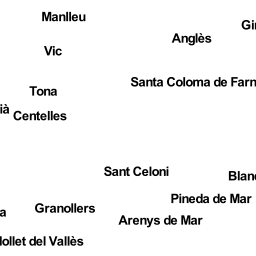 Manlleu
Gi
Anglès
Vic
Santa Coloma de Farn
Tona
ià
Centelles
Sant Celoni
Blan
Pineda de Mar
a
Granollers
Arenys de Mar
ollet del Vallès